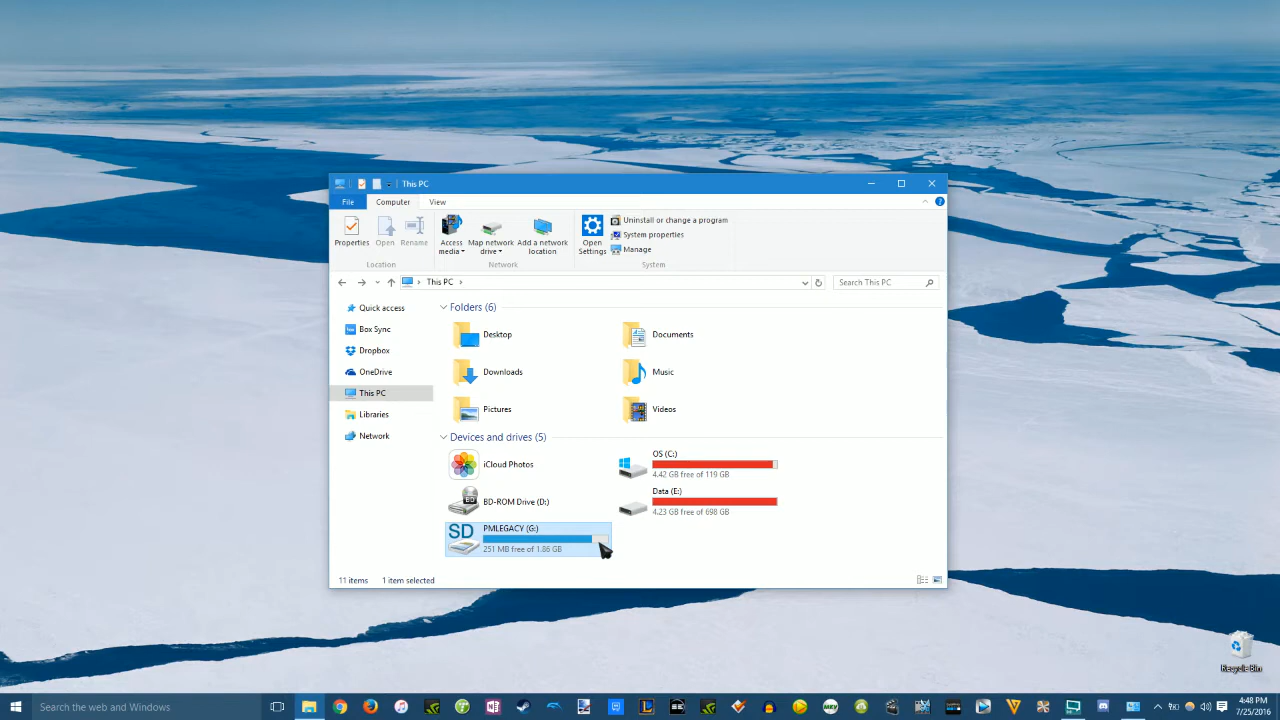 This PC
File Computer View
Properties Open Rename Access media Map network drive Add a network location Open Settings
Uninstall or change a program
System properties
Manage
Location Network System
This PC
Search This PC
Quick access
Box Sync
Dropbox
OneDrive
This PC
Libraries
Network
Folders (6)
Desktop
Documents
Downloads
Music
Pictures
Videos
Devices and drives (5)
iCloud Photos
OS (C:)
4.42 GB free of 119 GB
BD
BD-ROM Drive (D:)
Data (E:)
4.23 GB free of 698 GB
SD
PMLEGACY (G:)
251 MB free of 1.86 GB
11 items 1 item selected
Recycle Bin
Search the web and Windows
4:48 PM
7/25/2016